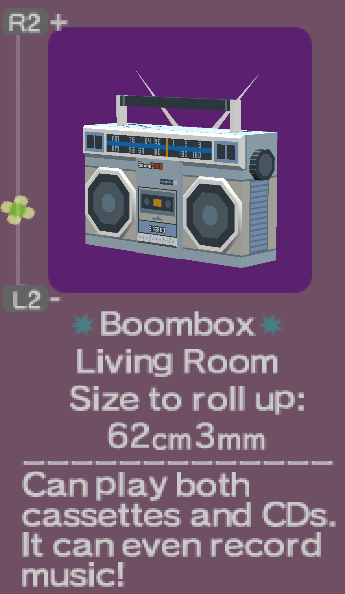 R2 +
L2 -
Boombox
Living Room
Size to roll up:
62cm3mm
Can play both
cassettes and CDs.
It can even record
music!